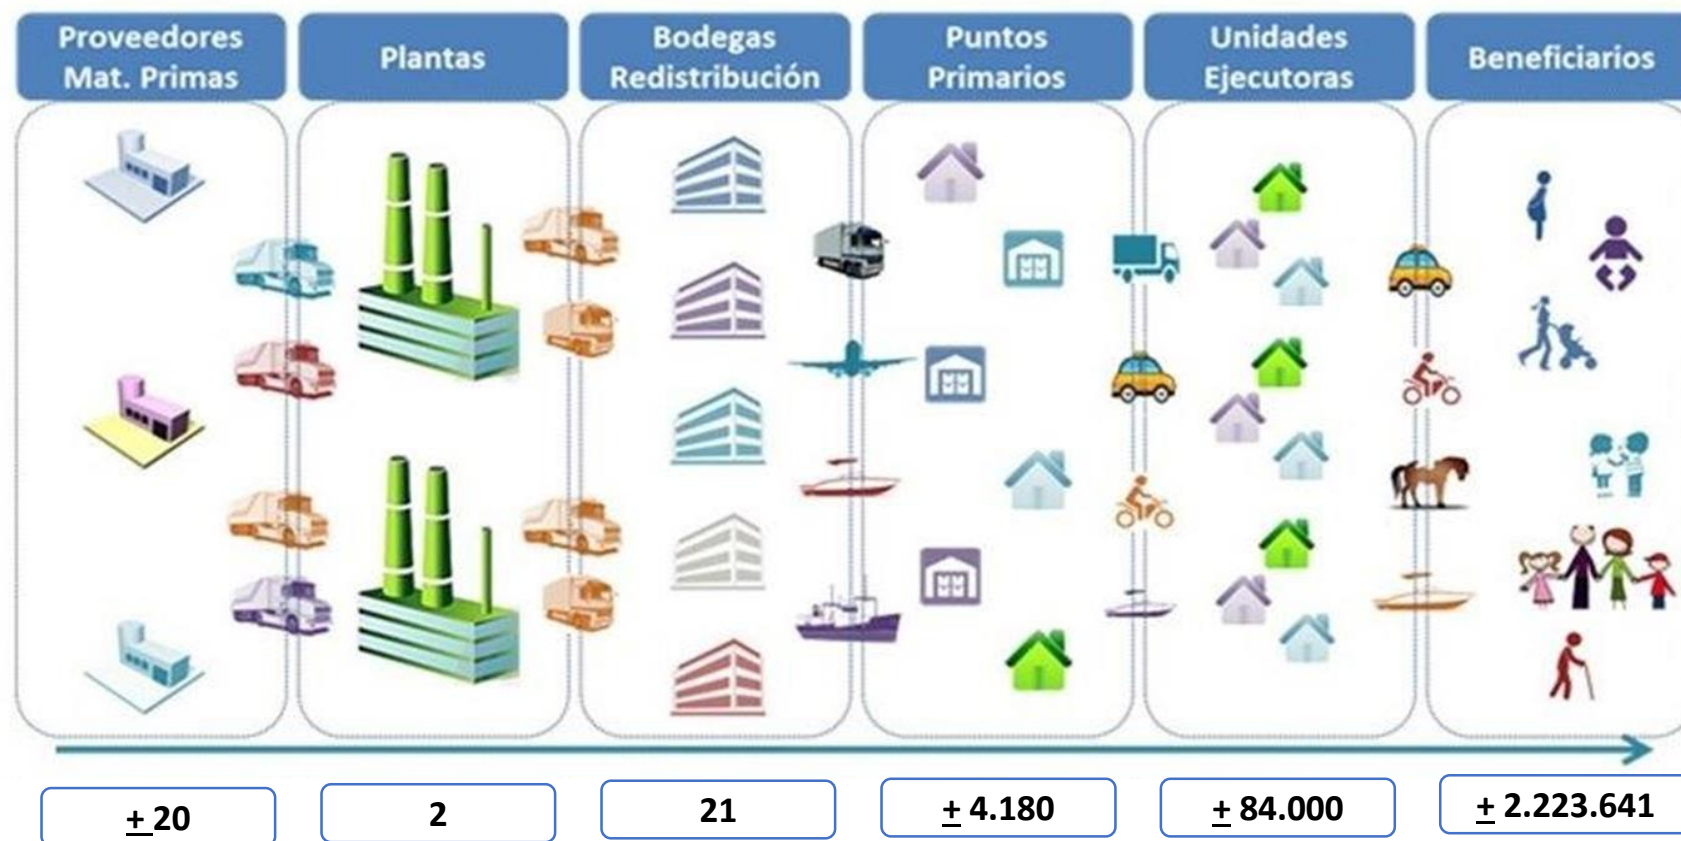 Proveedores
Mat. Primas
Plantas
Bodegas
Redistribución
Puntos
Primarios
Unidades
Ejecutoras
Beneficiarios
± 20
2
21
± 4.180
± 84.000
± 2.223.641